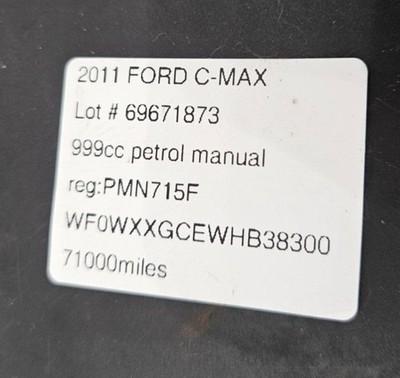 2011 FORD C-MAX
Lot # 69671873
999cc petrol manual
reg:PMN715F
WF0WXXGCEWHB38300
71000miles